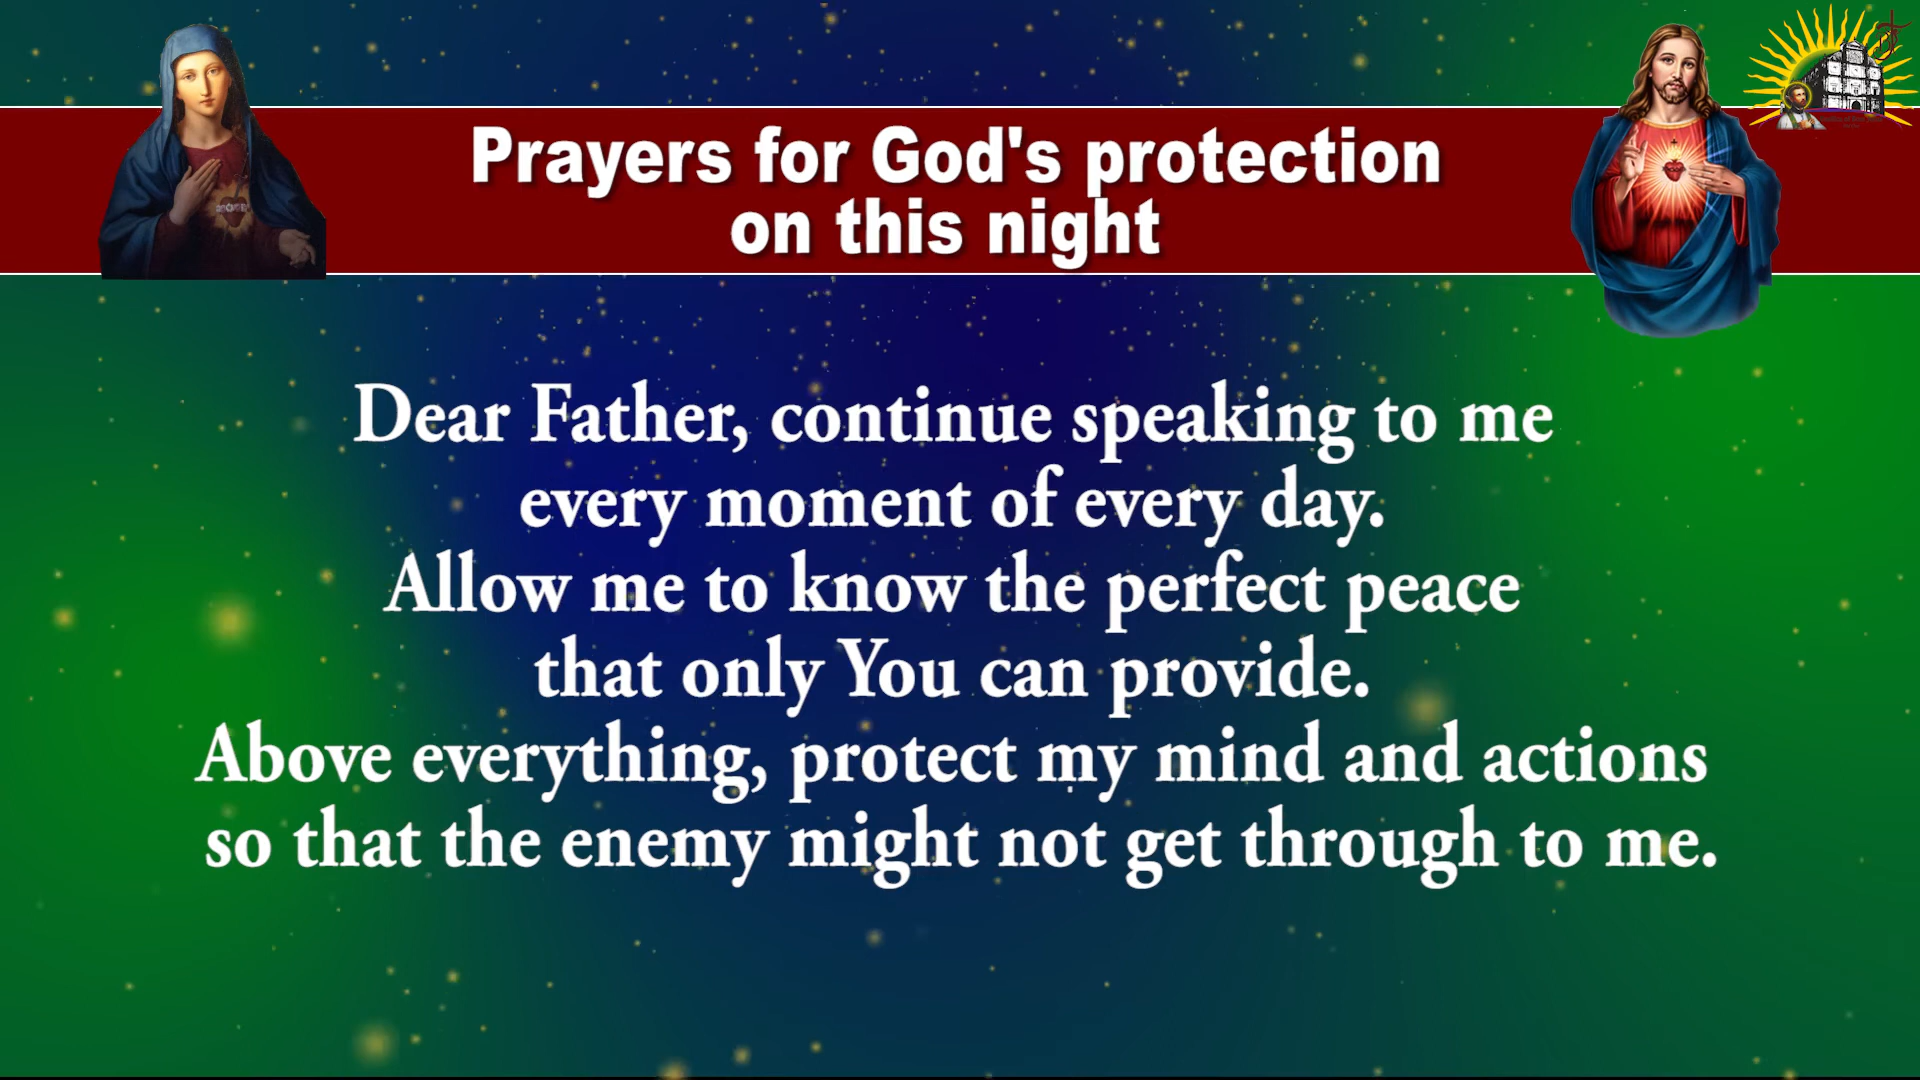 Prayers for God's protection
on this night
Dear Father, continue speaking to me
every moment of every day.
Allow me to know the perfect peace
that only You can provide.
Above everything, protect my mind and actions
so that the enemy might not get through to me.